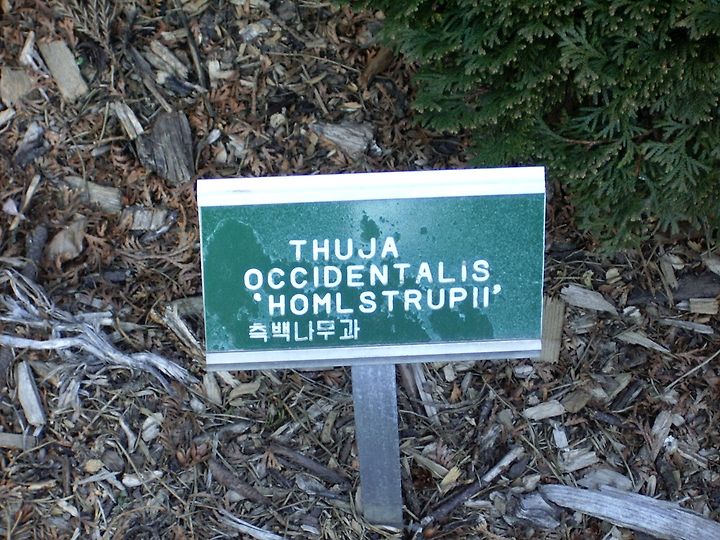 THUJA
OCCIDENTALIS
'HOMLSTRUPII'
측백나무과